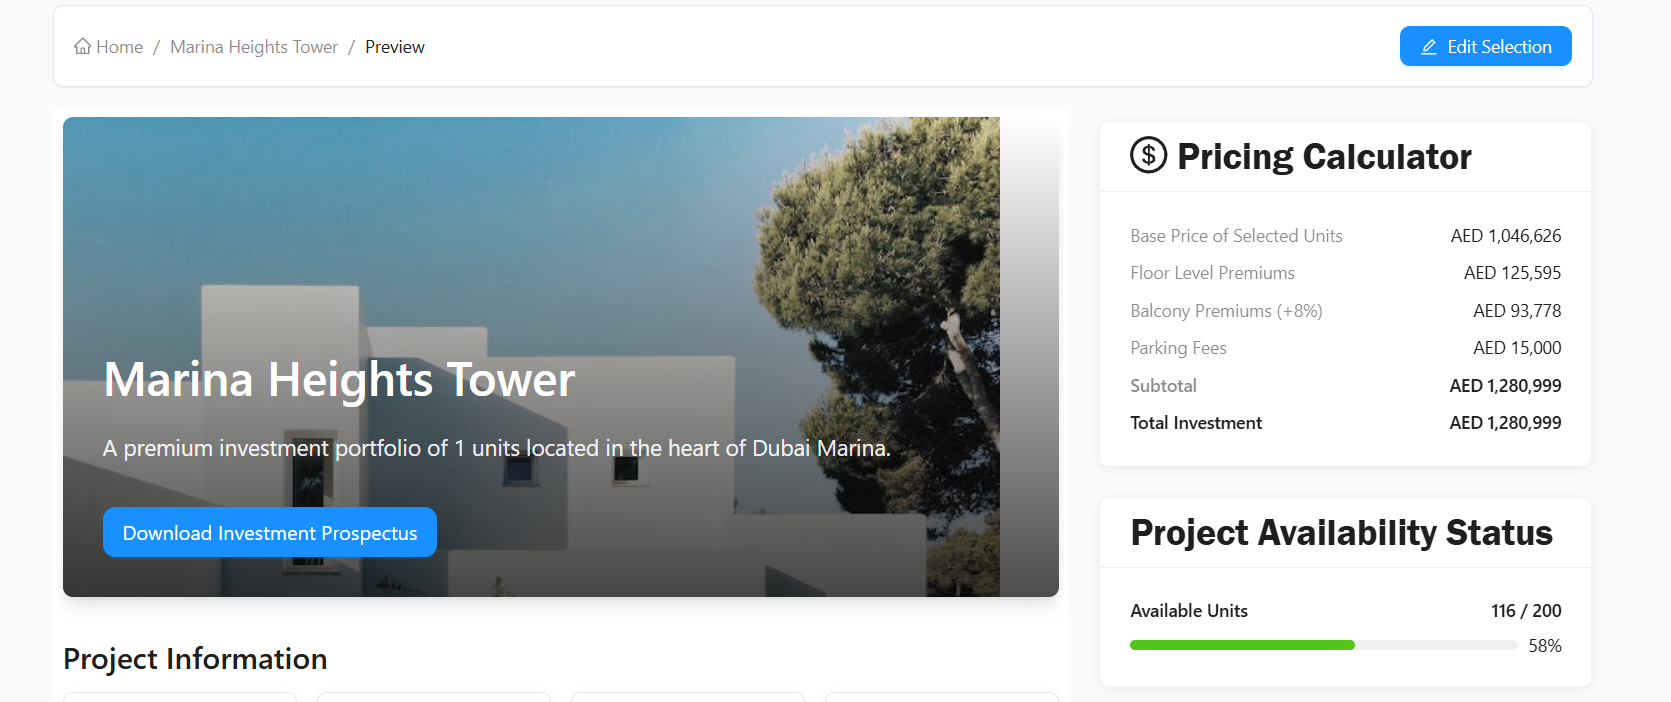 Home / Marina Heights Tower / Preview
Edit Selection
Marina Heights Tower
A premium investment portfolio of 1 units located in the heart of Dubai Marina.
Download Investment Prospectus
Project Information
Pricing Calculator
Base Price of Selected Units AED 1,046,626
Floor Level Premiums AED 125,595
Balcony Premiums (+8%) AED 93,778
Parking Fees AED 15,000
Subtotal AED 1,280,999
Total Investment AED 1,280,999
Project Availability Status
Available Units 116 / 200
58%